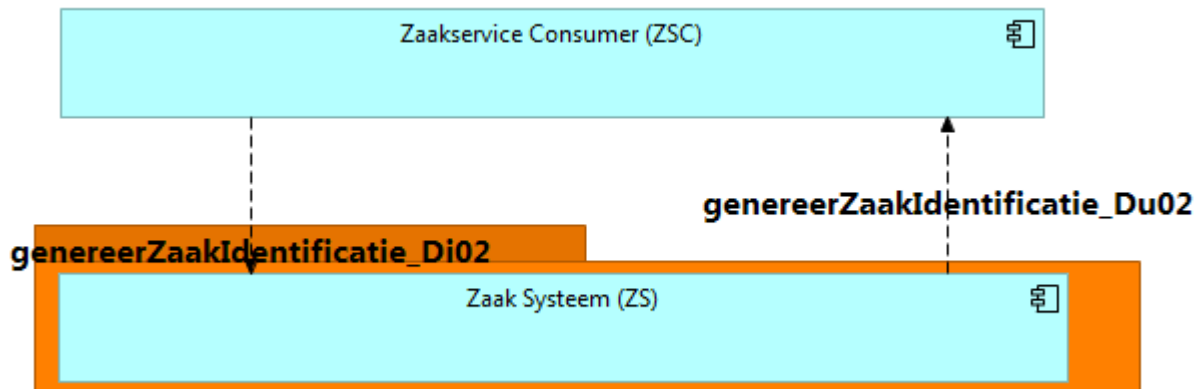 Zaakservice Consumer (ZSC)
genereerZaakIdentificatie_Du02
genereerZaakIdentificatie_Di02
Zaak Systeem (ZS)